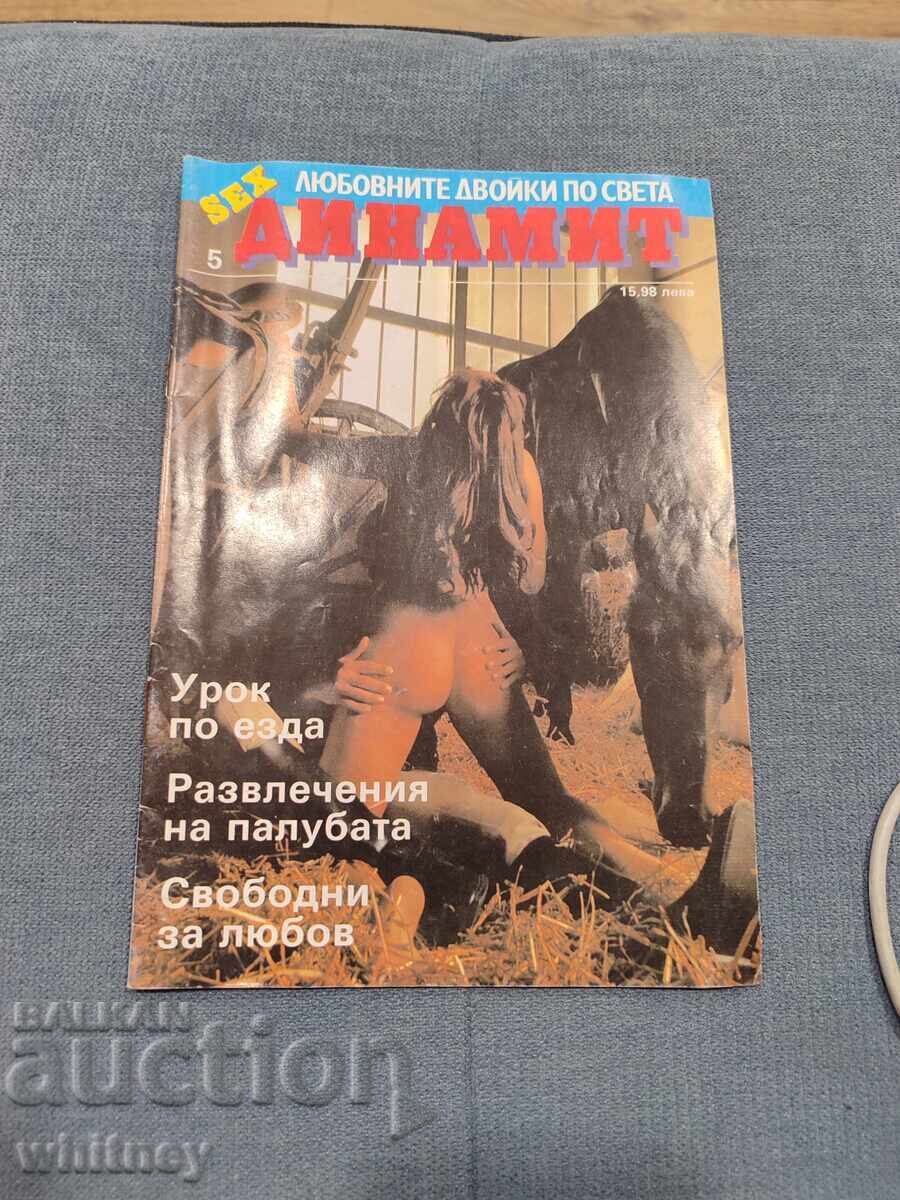 SEX
ЛЮБОВНИТЕ ДВОЙКИ ПО СВЕТА
ДИНАМИТ
5
15,98 лева
Урок
по езда
Развлечения
на палубата
Свободни
за любов
BALKAN
auction
whitney